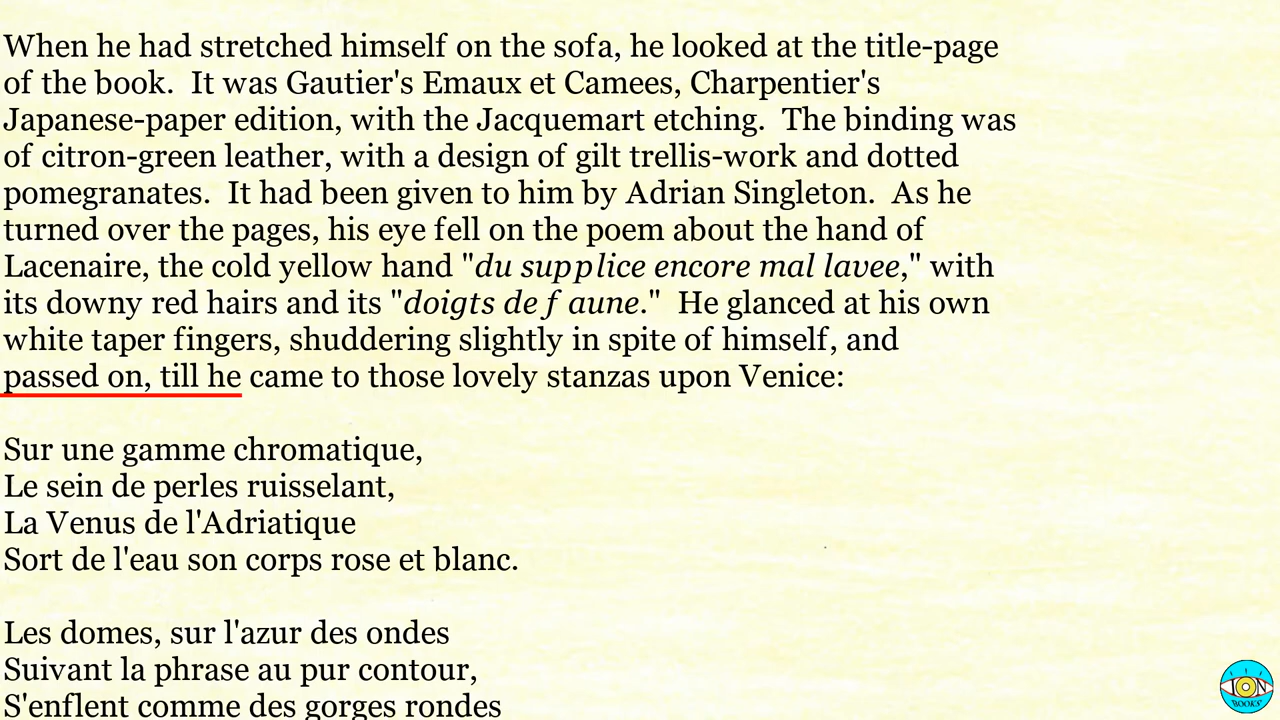 When he had stretched himself on the sofa, he looked at the title-page
of the book.  It was Gautier's Emaux et Camees, Charpentier's
Japanese-paper edition, with the Jacquemart etching.  The binding was
of citron-green leather, with a design of gilt trellis-work and dotted
pomegranates.  It had been given to him by Adrian Singleton.  As he
turned over the pages, his eye fell on the poem about the hand of
Lacenaire, the cold yellow hand "du supplice encore mal lavee," with
its downy red hairs and its "doigts de faune."  He glanced at his own
white taper fingers, shuddering slightly in spite of himself, and
passed on, till he came to those lovely stanzas upon Venice:
Sur une gamme chromatique,
Le sein de perles ruisselant,
La Venus de l'Adriatique
Sort de l'eau son corps rose et blanc.
Les domes, sur l'azur des ondes
Suivant la phrase au pur contour,
S'enflent comme des gorges rondes
ION
BOOKS